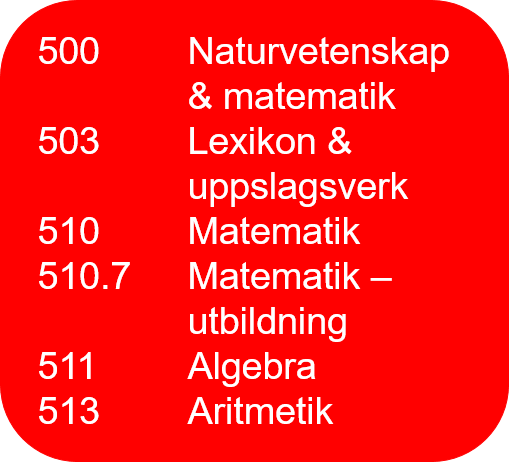 500 Naturvetenskap
& matematik
503 Lexikon &
uppslagsverk
510 Matematik
510.7 Matematik –
utbildning
511 Algebra
513 Aritmetik